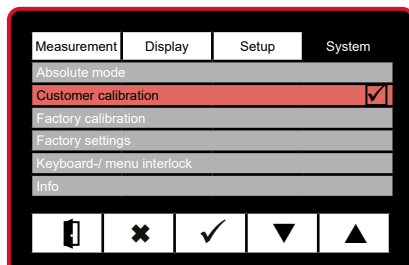 Measurement Display Setup System
Absolute mode
Customer calibration
Factory calibration
Factory settings
Keyboard-/ menu interlock
Info